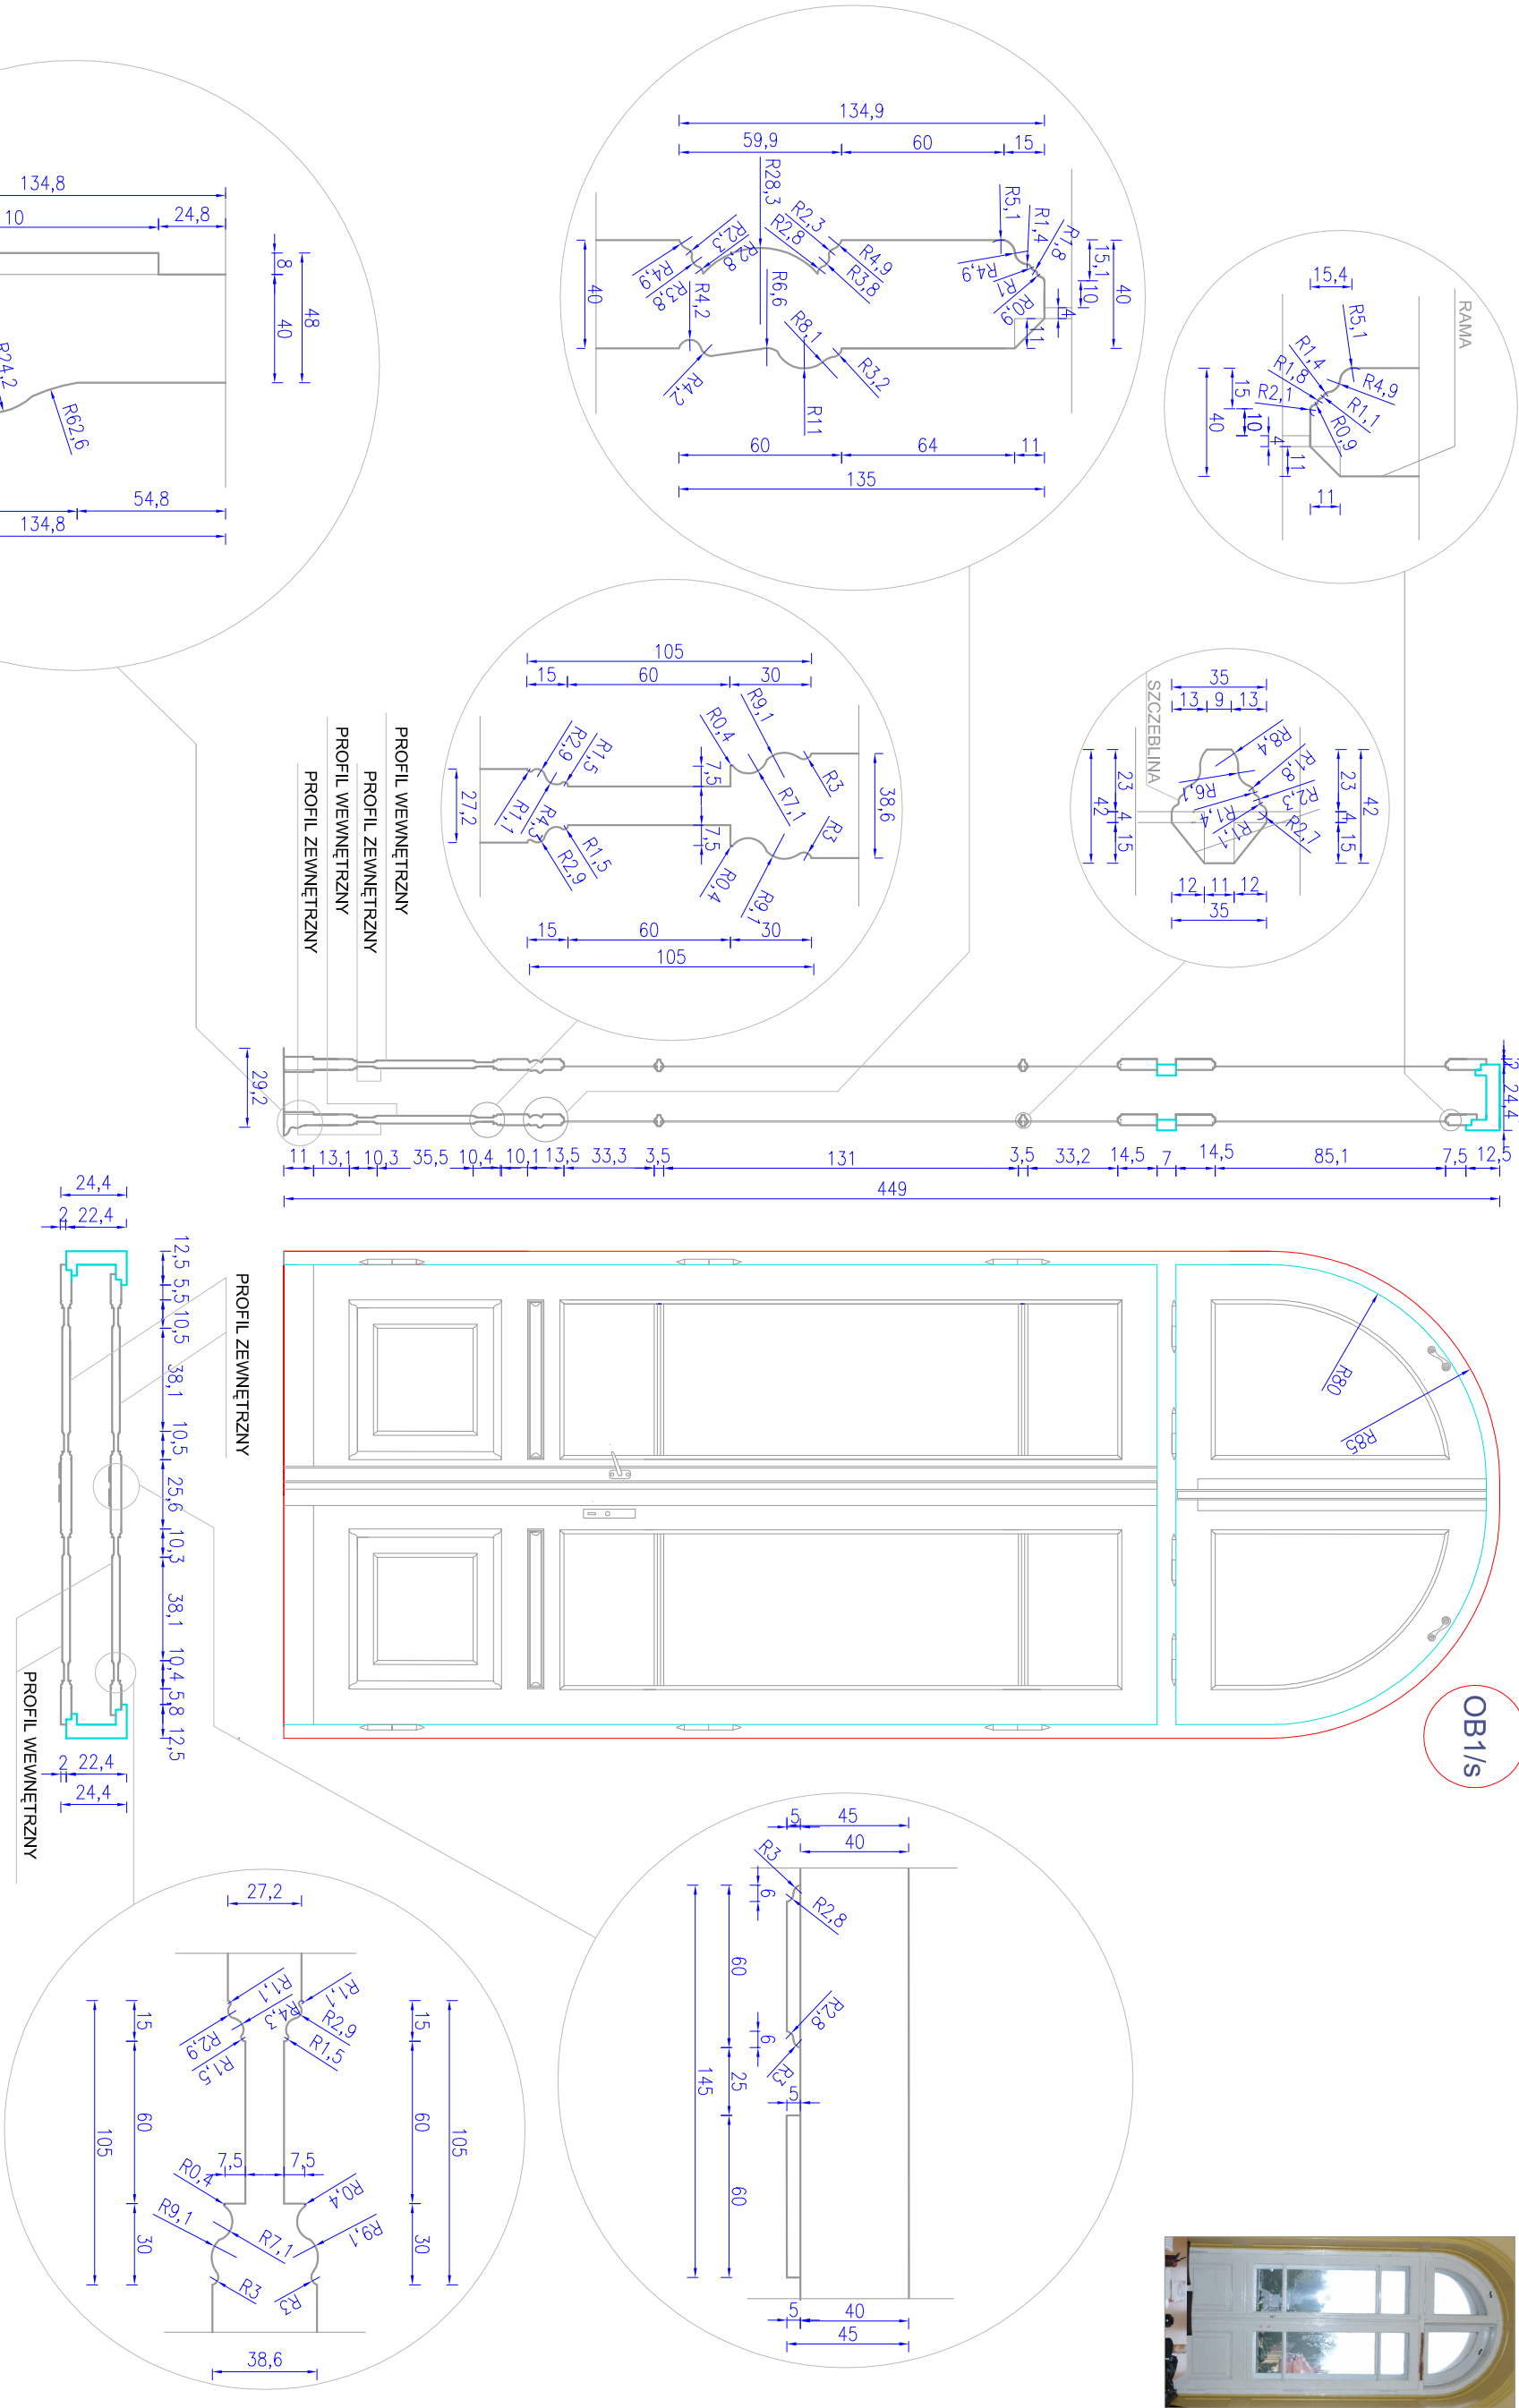 134,9
59,9
60
15
R28,3
R2,3
R2,8
R4,9
R3,8
R5,1
R1,4
R1,8
R4,9
R1
R0,9
15,1
10
40
4
11
R2,3
R2,8
R4,9
R3,8
R4,2
R6,6
R8,1
R11
R3,2
R4,2
40
60
64
11
135
RAMA
15,4
R5,1
R1,4
R1,8
R2,1
R4,9
R1,1
R0,9
15
10
4
11
40
11
134,8
10
24,8
8
40
48
R24,2
R62,6
54,8
134,8
105
15
60
30
R9,1
R0,4
R2,9
R1,5
7,5
R3
R7,1
38,6
27,2
R1,1
R4,3
R1,5
R2,9
7,5
R3
R0,4
R9,1
15
60
30
105
SZCZEBLINA
35
13
9
13
R8,4
R1,8
R2,3
R6,1
R1,4
R1,1
R2,7
23
4
15
42
23
4
15
42
12
11
12
35
PROFIL WEWNĘTRZNY
PROFIL ZEWNĘTRZNY
PROFIL WEWNĘTRZNY
PROFIL ZEWNĘTRZNY
29,2
2
24,4
11
13,1
10,3
35,5
10,4
10,1
13,5
33,3
3,5
131
3,5
33,2
14,5
7
14,5
85,1
7,5
12,5
449
24,4
2
22,4
12,5
5,5
10,5
38,1
10,5
25,6
10,3
38,1
10,4
5,8
12,5
2
22,4
24,4
PROFIL ZEWNĘTRZNY
PROFIL WEWNĘTRZNY
R80
R85
OB1/s
5
45
40
R3
6
R2,8
60
R2,8
6
R3
145
25
5
60
5
40
45
27,2
R1,1
R4,3
R1,1
R2,9
R2,9
R1,5
R1,5
15
60
105
15
60
105
7,5
7,5
R0,4
R9,1
R7,1
R0,4
R9,1
30
30
R3
R3
38,6